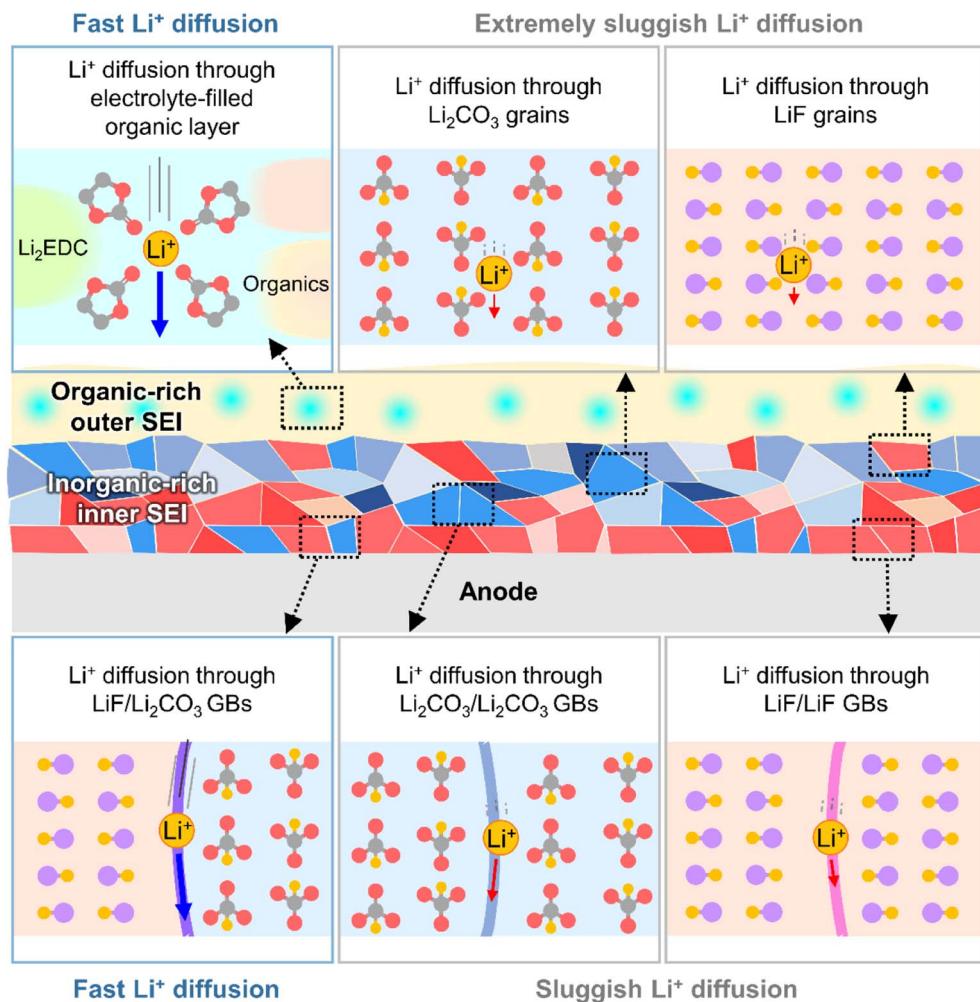 Fast Li⁺ diffusion
Extremely sluggish Li⁺ diffusion
Li⁺ diffusion through
electrolyte-filled
organic layer
Li₂EDC
Li⁺
Organics
Li⁺ diffusion through
Li₂CO₃ grains
Li⁺
Li⁺ diffusion through
LiF grains
Li⁺
Organic-rich
outer SEI
Inorganic-rich
inner SEI
Anode
Li⁺ diffusion through
LiF/Li₂CO₃ GBs
Li⁺
Li⁺ diffusion through
Li₂CO₃/Li₂CO₃ GBs
Li⁺
Li⁺ diffusion through
LiF/LiF GBs
Li⁺
Fast Li⁺ diffusion
Sluggish Li⁺ diffusion